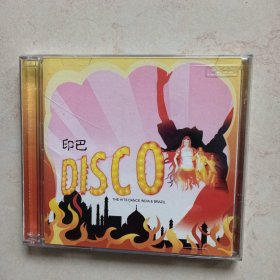 印巴
DISCO
THE HITS DANCE INDIA & BRAZIL